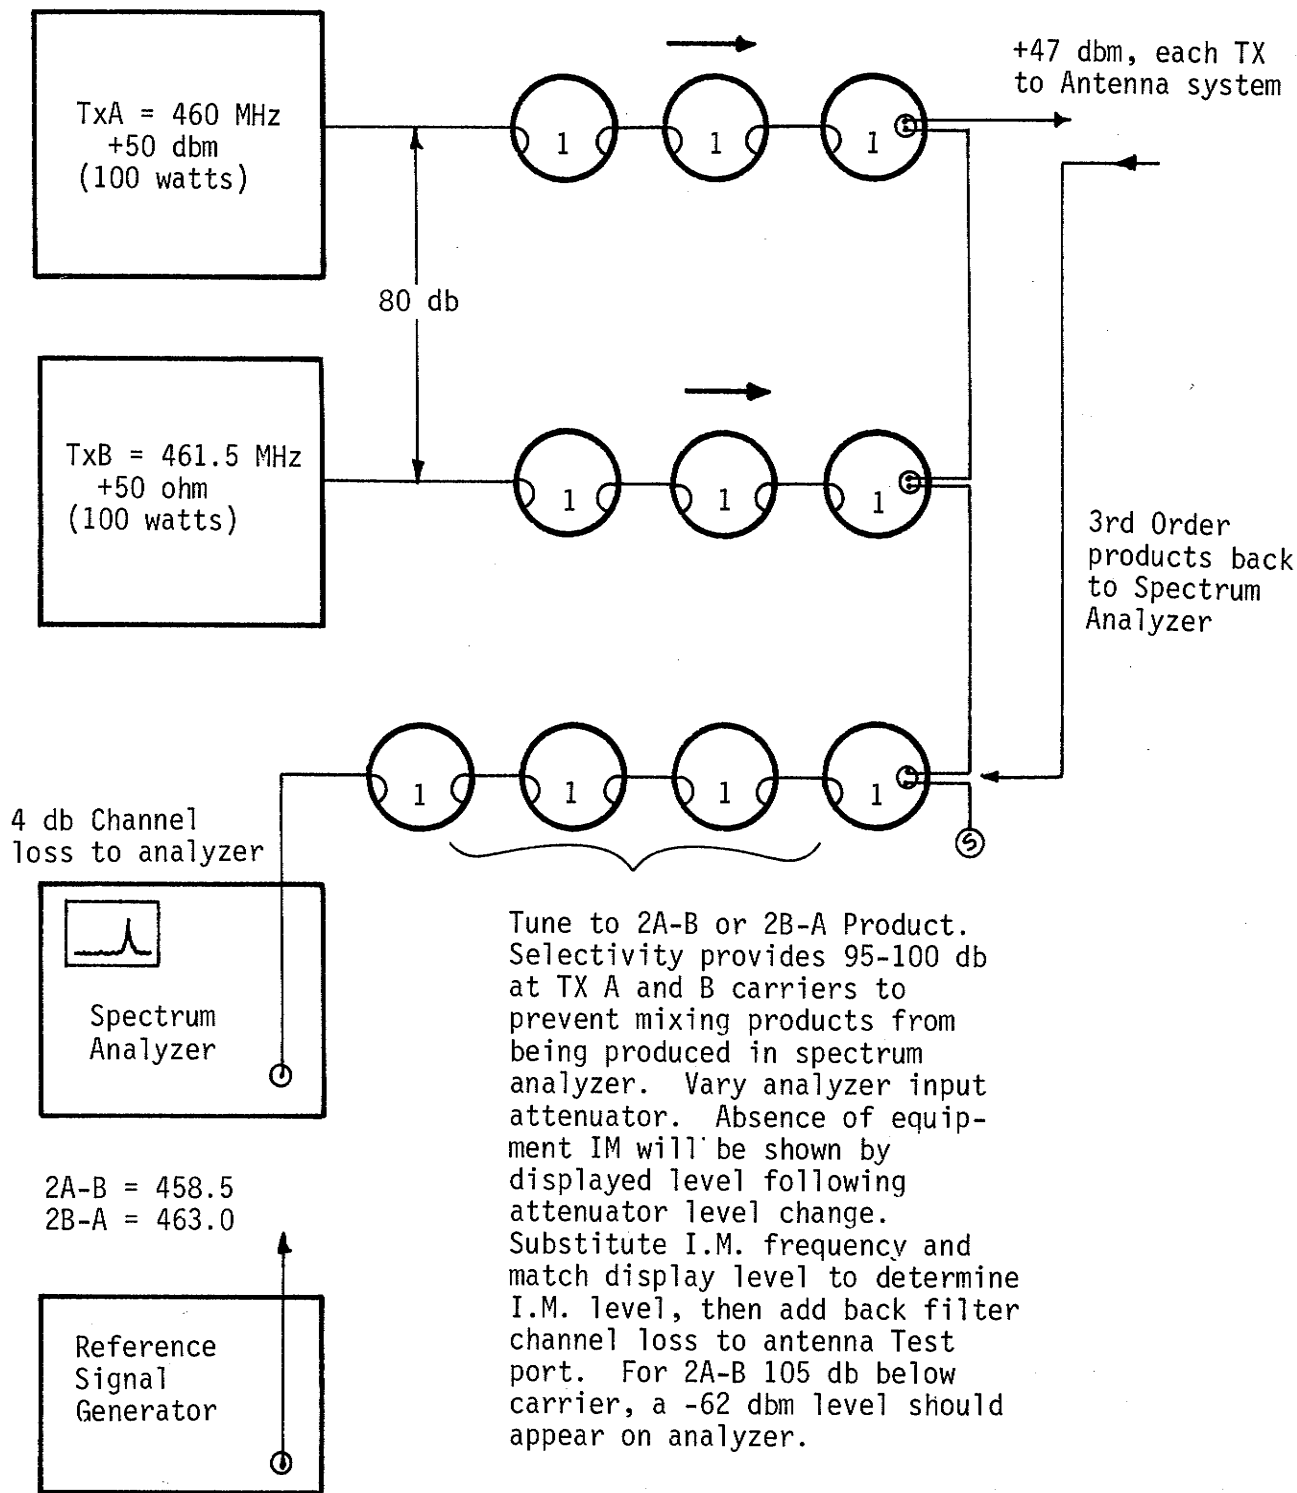 TxA = 460 MHz
+50 dbm
(100 watts)
1
1
1
+47 dbm, each TX
to Antenna system
80 db
TxB = 461.5 MHz
+50 ohm
(100 watts)
1
1
1
3rd Order
products back
to Spectrum
Analyzer
1
1
1
1
S
4 db Channel
loss to analyzer
Spectrum
Analyzer
2A-B = 458.5
2B-A = 463.0
Reference
Signal
Generator
Tune to 2A-B or 2B-A Product.
Selectivity provides 95-100 db
at TX A and B carriers to
prevent mixing products from
being produced in spectrum
analyzer.  Vary analyzer input
attenuator.  Absence of equip-
ment IM will be shown by
displayed level following
attenuator level change.
Substitute I.M. frequency and
match display level to determine
I.M. level, then add back filter
channel loss to antenna Test
port.  For 2A-B 105 db below
carrier, a -62 dbm level should
appear on analyzer.